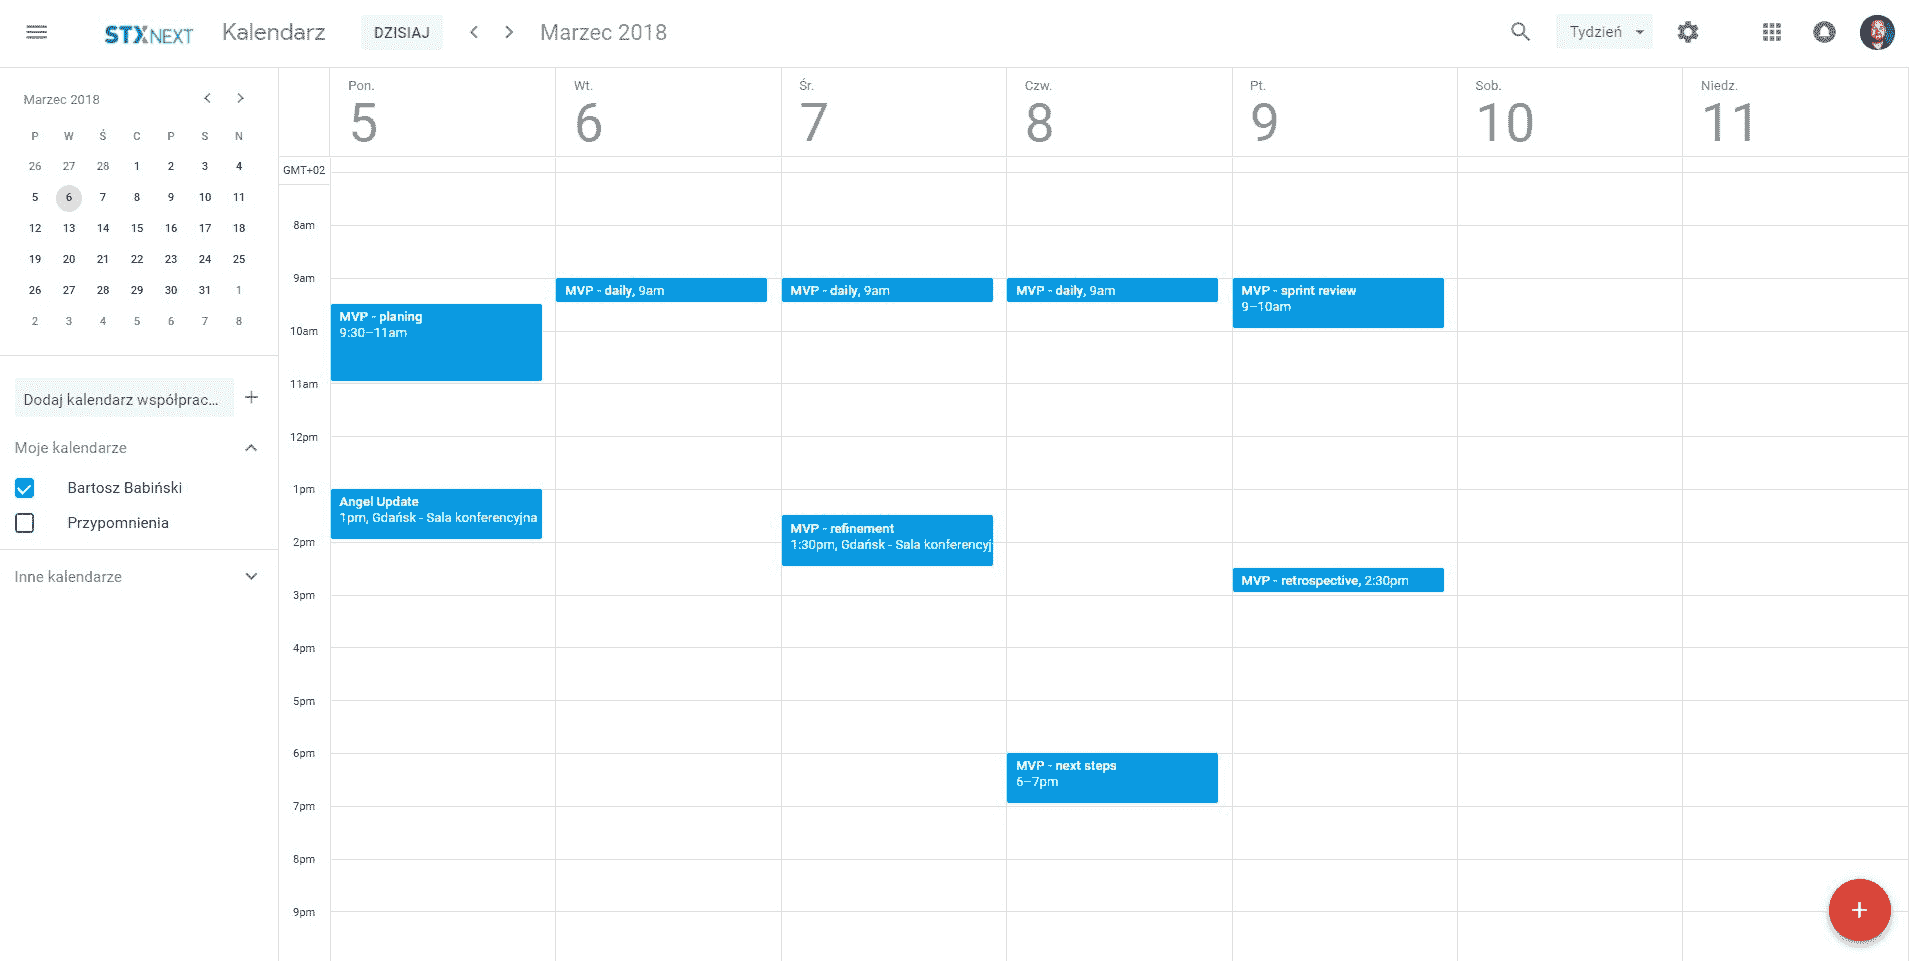 STXNEXT Kalendarz DZISIAJ Marzec 2018 Tydzień
Marzec 2018
P W Ś C P S N
26 27 28 1 2 3 4
5 6 7 8 9 10 11
12 13 14 15 16 17 18
19 20 21 22 23 24 25
26 27 28 29 30 31 1
2 3 4 5 6 7 8
Dodaj kalendarz współprac... +
Moje kalendarze
Bartosz Babiński
Przypomnienia
Inne kalendarze
Pon. Wt. Śr. Czw. Pt. Sob. Niedz.
5 6 7 8 9 10 11
GMT+02
8am
9am
10am
11am
12pm
1pm
2pm
3pm
4pm
5pm
6pm
7pm
8pm
9pm
MVP - planing
9:30–11am
Angel Update
1pm, Gdańsk - Sala konferencyjna
MVP - daily, 9am
MVP - daily, 9am
MVP - refinement
1:30pm, Gdańsk - Sala konferencyj
MVP - daily, 9am
MVP - next steps
6–7pm
MVP - sprint review
9–10am
MVP - retrospective, 2:30pm
+